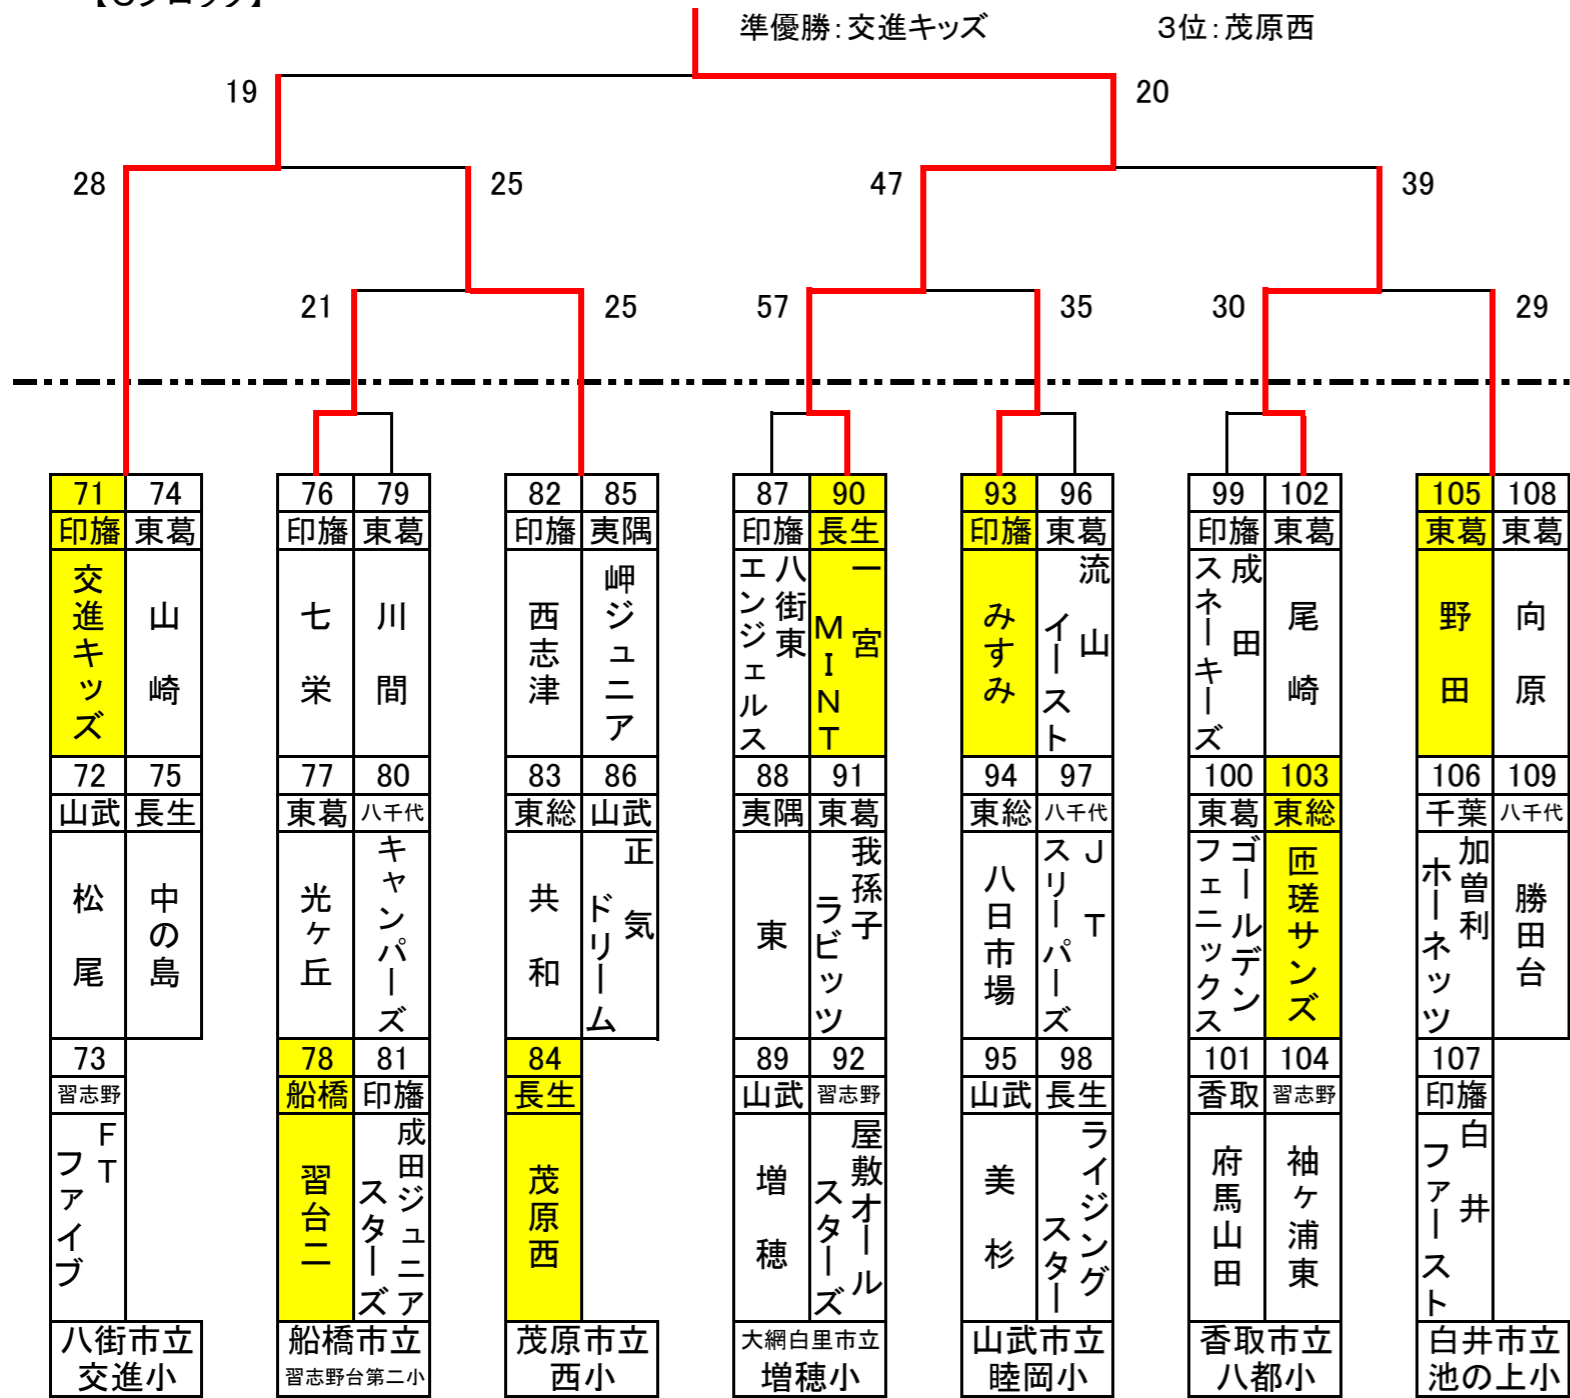 準優勝：交進キッズ　3位：茂原西
19 20
28 25 47 39
21 25 57 35 30 29
71 74 76 79 82 85 87 90 93 96 99 102 105 108
印旛 東葛 印旛 東葛 印旛 夷隅 印旛 長生 印旛 東葛 印旛 東葛 東葛 東葛
交進キッズ
山崎
七栄
川間
西志津
岬ジュニア
八街東エンジェルス
一宮MINT
みすみ
流山イースト
成田スネーキーズ
尾崎
野田
向原
72 75 77 80 83 86 88 91 94 97 100 103 106 109
山武 長生 東葛 八千代 東総 山武 夷隅 東葛 東総 八千代 東葛 東総 千葉 八千代
松尾
中の島
光ヶ丘
キャンパーズ
共和
正気ドリーム
東
我孫子ラビッツ
八日市場
JTスリーパーズ
ゴールデンフェニックス
匝瑳サンズ
加曽利ホーネッツ
勝田台
73 78 81 84 89 92 95 98 101 104 107
習志野 船橋 印旛 長生 山武 習志野 山武 長生 香取 習志野 印旛
FTファイブ
習台二
成田ジュニアスターズ
茂原西
増穂
屋敷オールスターズ
美杉
ライジングスター
府馬山田
袖ヶ浦東
白井ファースト
八街市立 船橋市立 茂原市立 大網白里市立 山武市立 香取市立 白井市立
交進小 習志野台第二小 西小 増穂小 睦岡小 八都小 池の上小